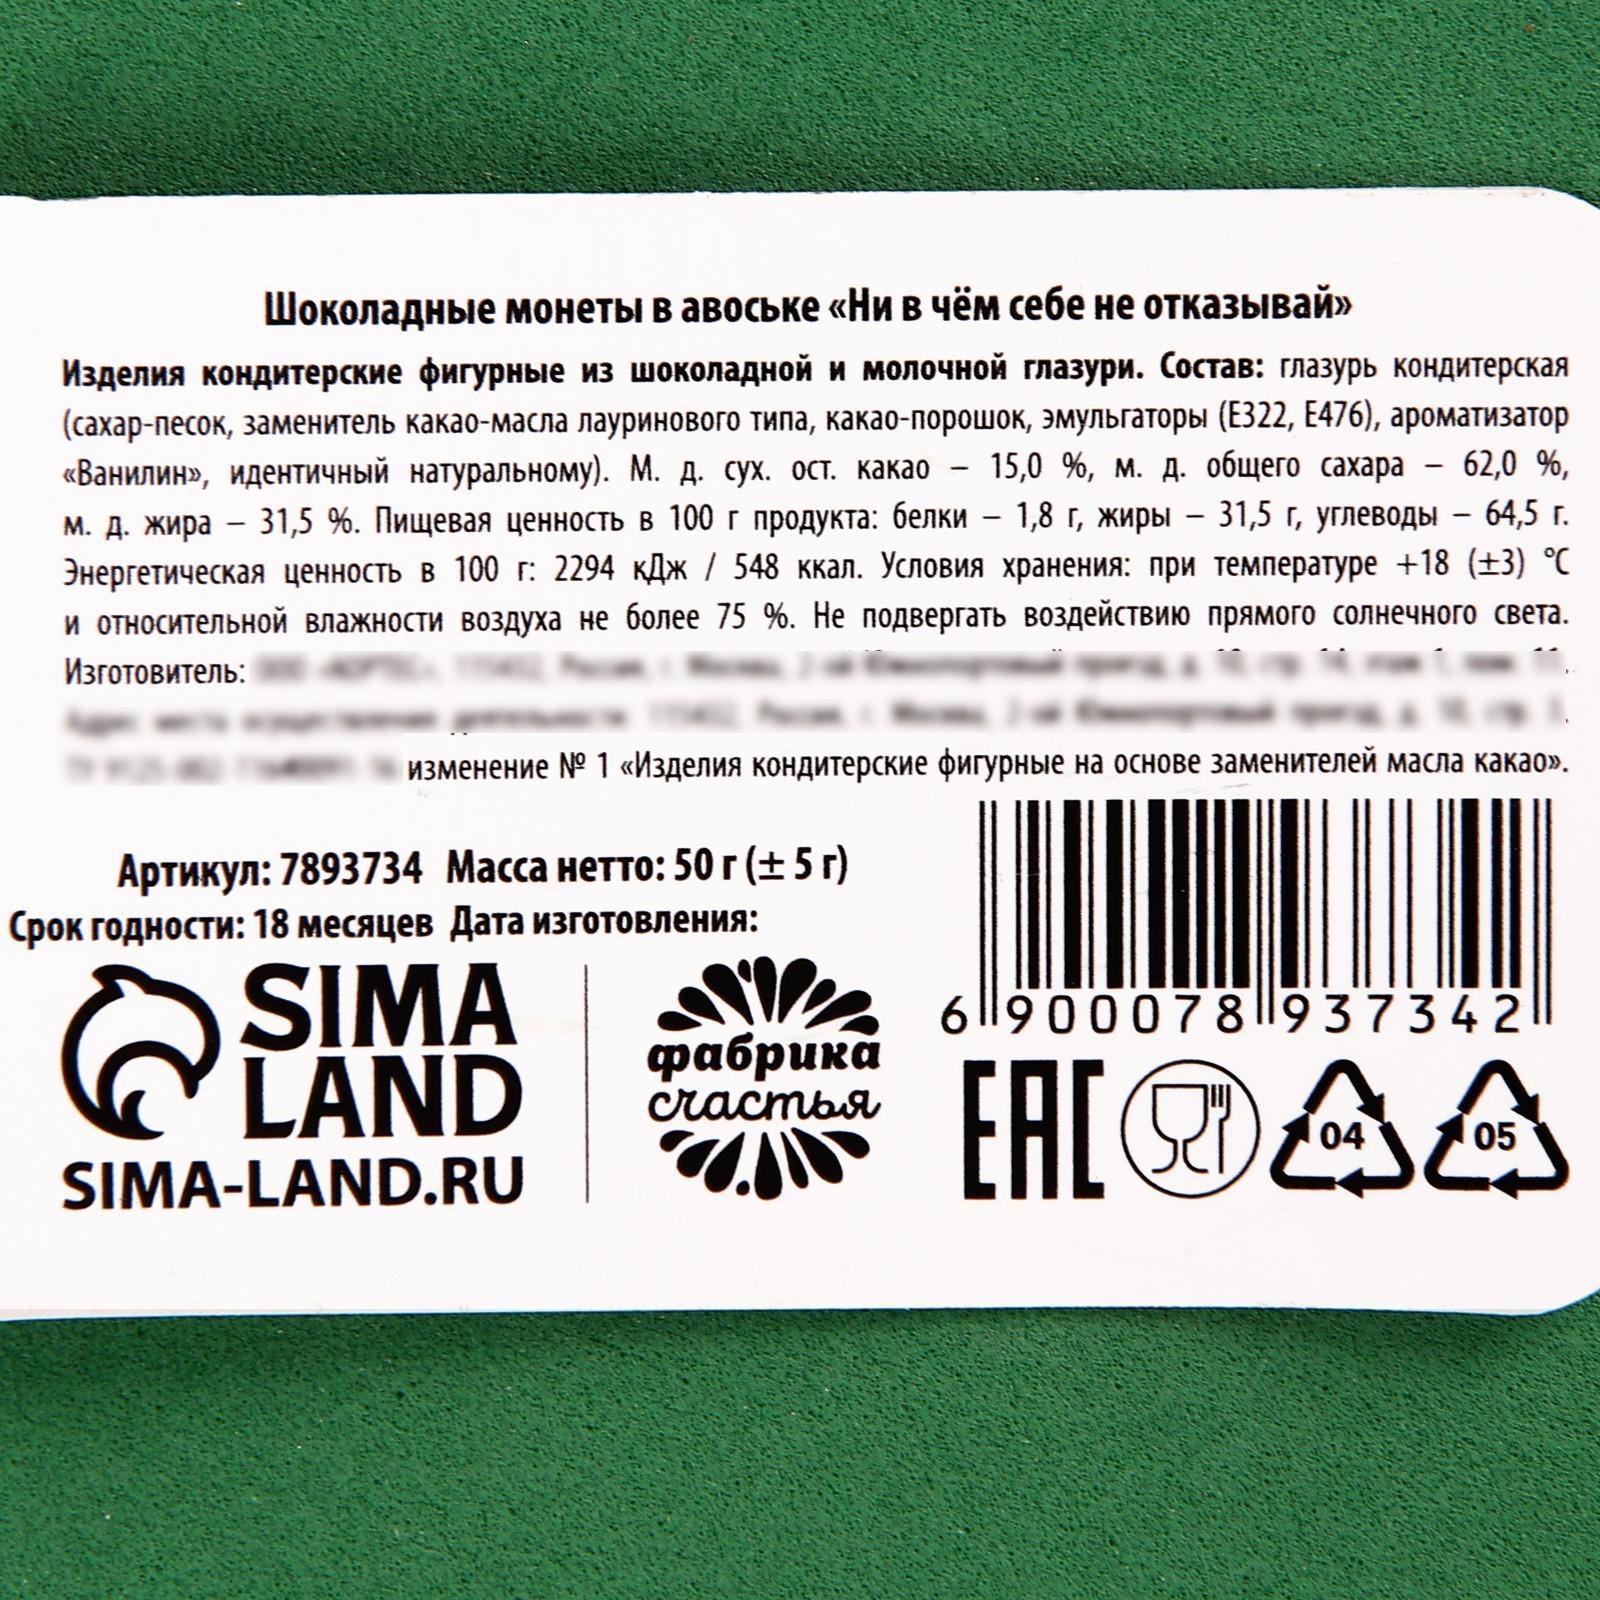 Шоколадные монеты в авоське «Ни в чём себе не отказывай»
Изделия кондитерские фигурные из шоколадной и молочной глазури. Состав: глазурь кондитерская
(сахар-песок, заменитель какао-масла лауринового типа, какао-порошок, эмульгаторы (Е322, Е476), ароматизатор
«Ванилин», идентичный натуральному). М. д. сух. ост. какао – 15,0 %, м. д. общего сахара – 62,0 %,
м. д. жира – 31,5 %. Пищевая ценность в 100 г продукта: белки – 1,8 г, жиры – 31,5 г, углеводы – 64,5 г.
Энергетическая ценность в 100 г: 2294 кДж / 548 ккал. Условия хранения: при температуре +18 (±3) °С
и относительной влажности воздуха не более 75 %. Не подвергать воздействию прямого солнечного света.
Изготовитель:
изменение № 1 «Изделия кондитерские фигурные на основе заменителей масла какао».
Артикул: 7893734 Масса нетто: 50 г (± 5 г)
Срок годности: 18 месяцев Дата изготовления:
SIMA
LAND
SIMA-LAND.RU
фабрика
счастья
6 900078 937342
EAC
04
05